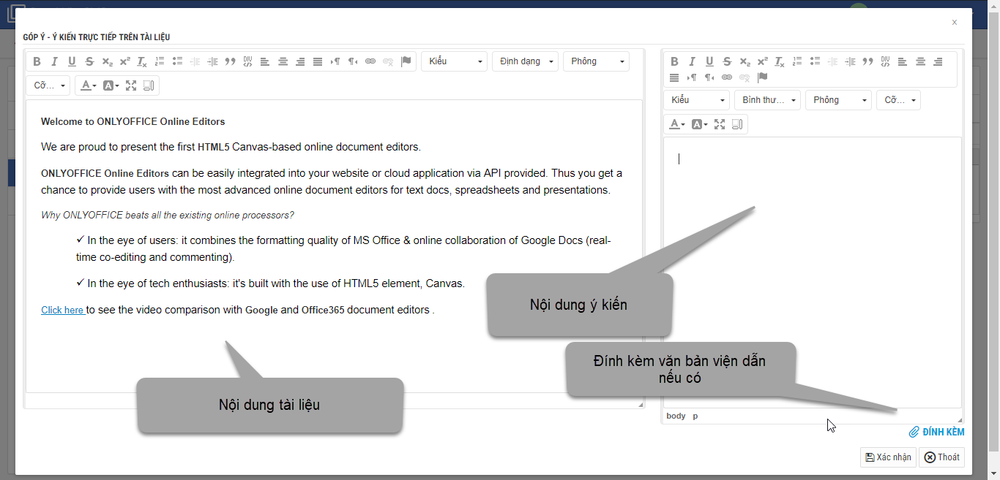 x
GÓP Ý - Ý KIẾN TRỰC TIẾP TRÊN TÀI LIỆU
Kiểu
Định dạng
Phông
Cỡ...
Welcome to ONLYOFFICE Online Editors
We are proud to present the first HTML5 Canvas-based online document editors.
ONLYOFFICE Online Editors can be easily integrated into your website or cloud application via API provided. Thus you get a
chance to provide users with the most advanced online document editors for text docs, spreadsheets and presentations.
Why ONLYOFFICE beats all the existing online processors?
✓ In the eye of users: it combines the formatting quality of MS Office & online collaboration of Google Docs (real-
time co-editing and commenting).
✓ In the eye of tech enthusiasts: it's built with the use of HTML5 element, Canvas.
Click here to see the video comparison with Google and Office365 document editors .
Nội dung tài liệu
Kiểu
Bình thư...
Phông
Cỡ...
Nội dung ý kiến
Đính kèm văn bản viện dẫn
nếu có
body p
ĐÍNH KÈM
Xác nhận
Thoát